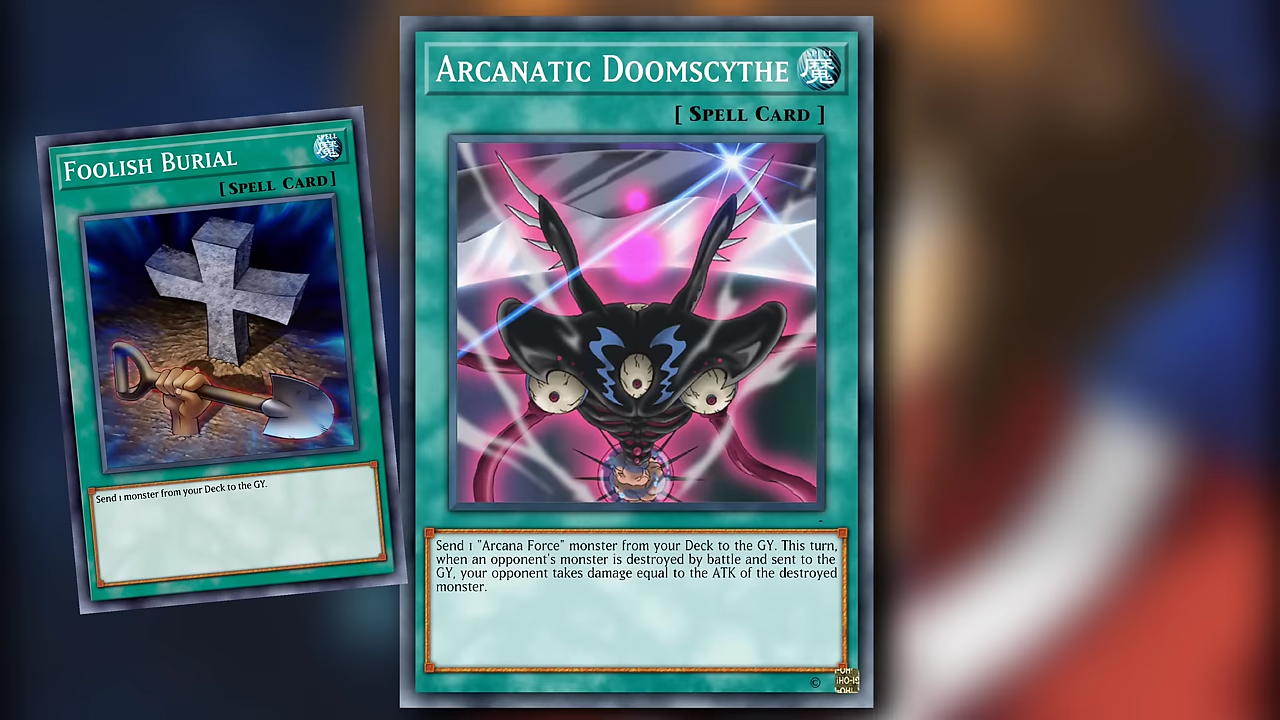 FOOLISH BURIAL
SPELL
魔
[SPELL CARD]
Send 1 monster from your Deck to the GY.
ARCANATIC DOOMSCYTHE
SPELL
魔
[ SPELL CARD ]
Send 1 "Arcana Force" monster from your Deck to the GY. This turn,
when an opponent's monster is destroyed by battle and sent to the
GY, your opponent takes damage equal to the ATK of the destroyed
monster.
©